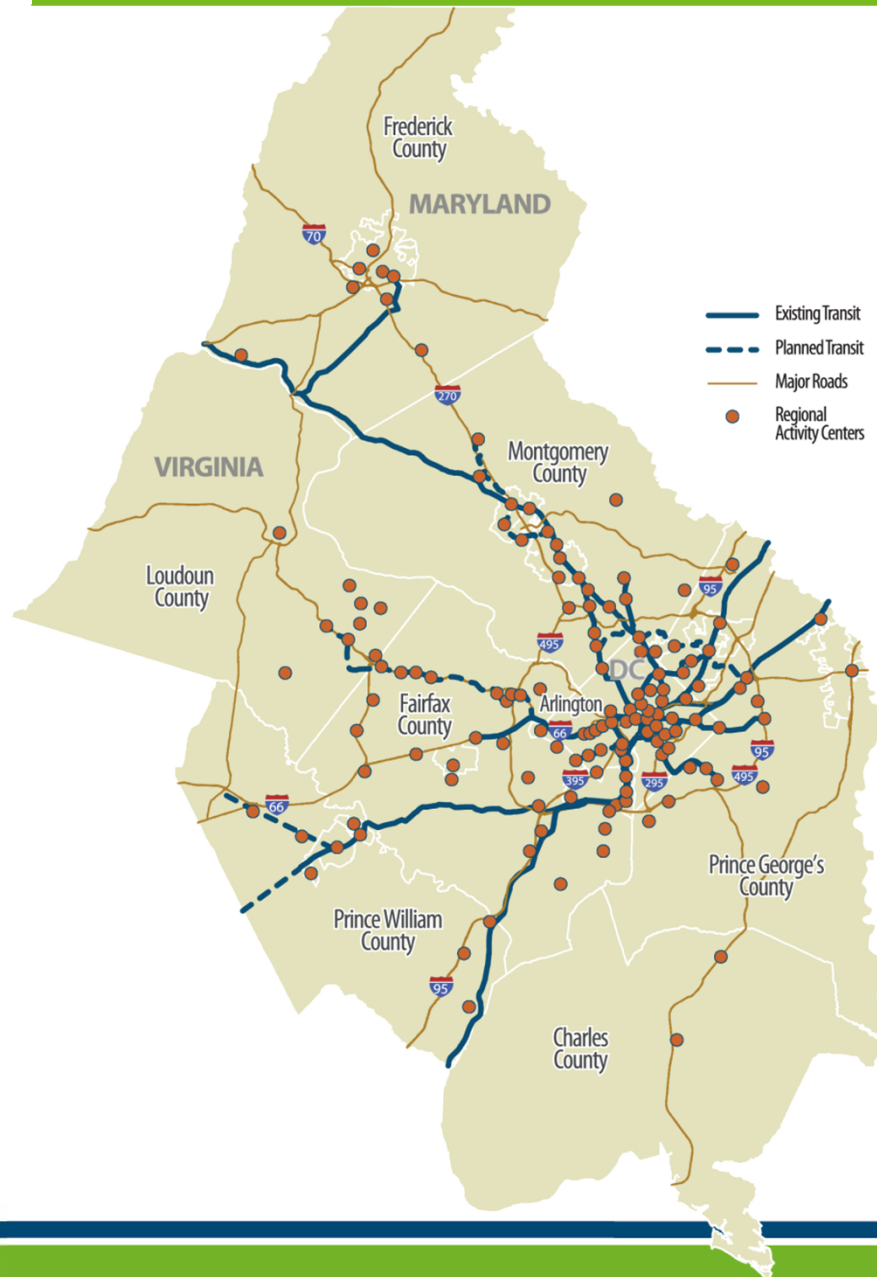 Frederick
County
MARYLAND
70
Existing Transit
Planned Transit
Major Roads
Regional
Activity Centers
270
Montgomery
County
VIRGINIA
Loudoun
County
95
495
DC
Fairfax
County
Arlington
66
95
395
295
495
66
Prince George's
County
Prince William
County
95
Charles
County